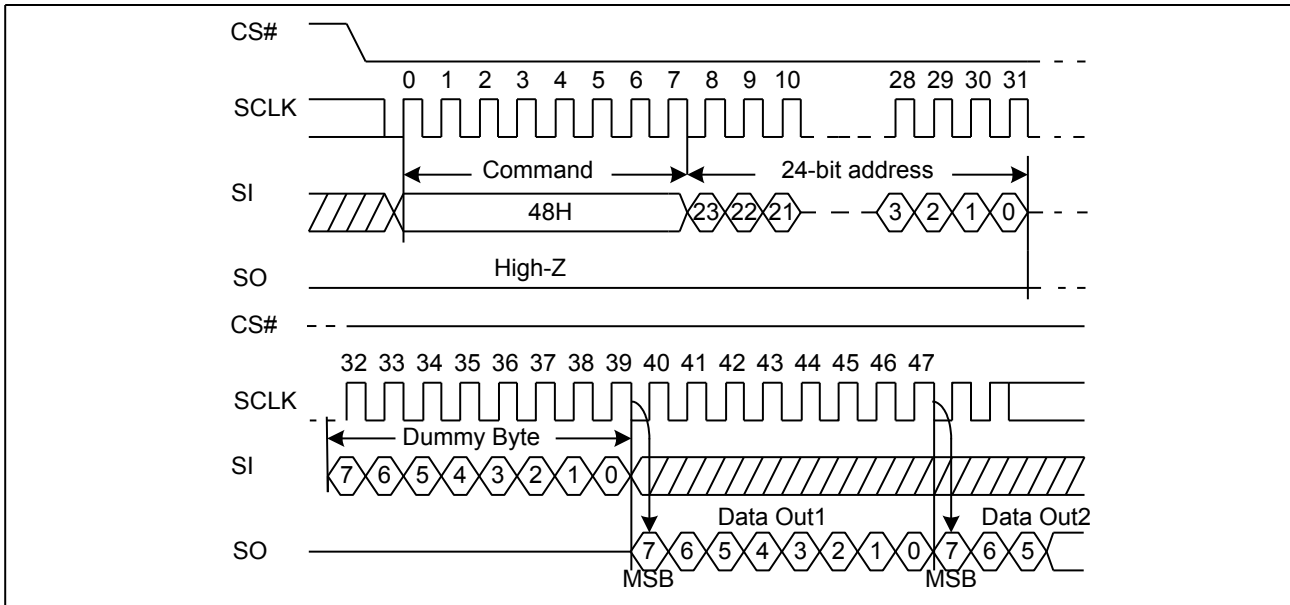 CS#
0 1 2 3 4 5 6 7 8 9 10 28 29 30 31
SCLK
Command 24-bit address
SI
48H 23 22 21 3 2 1 0
High-Z
SO
CS#
32 33 34 35 36 37 38 39 40 41 42 43 44 45 46 47
SCLK
Dummy Byte
SI
7 6 5 4 3 2 1 0
Data Out1 Data Out2
SO
7 6 5 4 3 2 1 0 7 6 5
MSB MSB